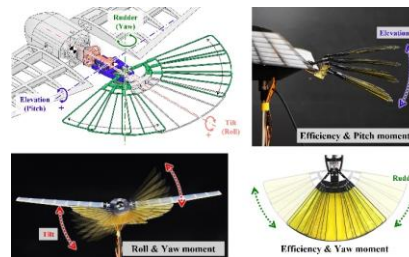 Rudder
(Yaw)
Elevation
(Pitch)
Tilt
(Roll)
Elevation
Efficiency & Pitch moment
Tilt
Roll & Yaw moment
Rudd
Efficiency & Yaw moment